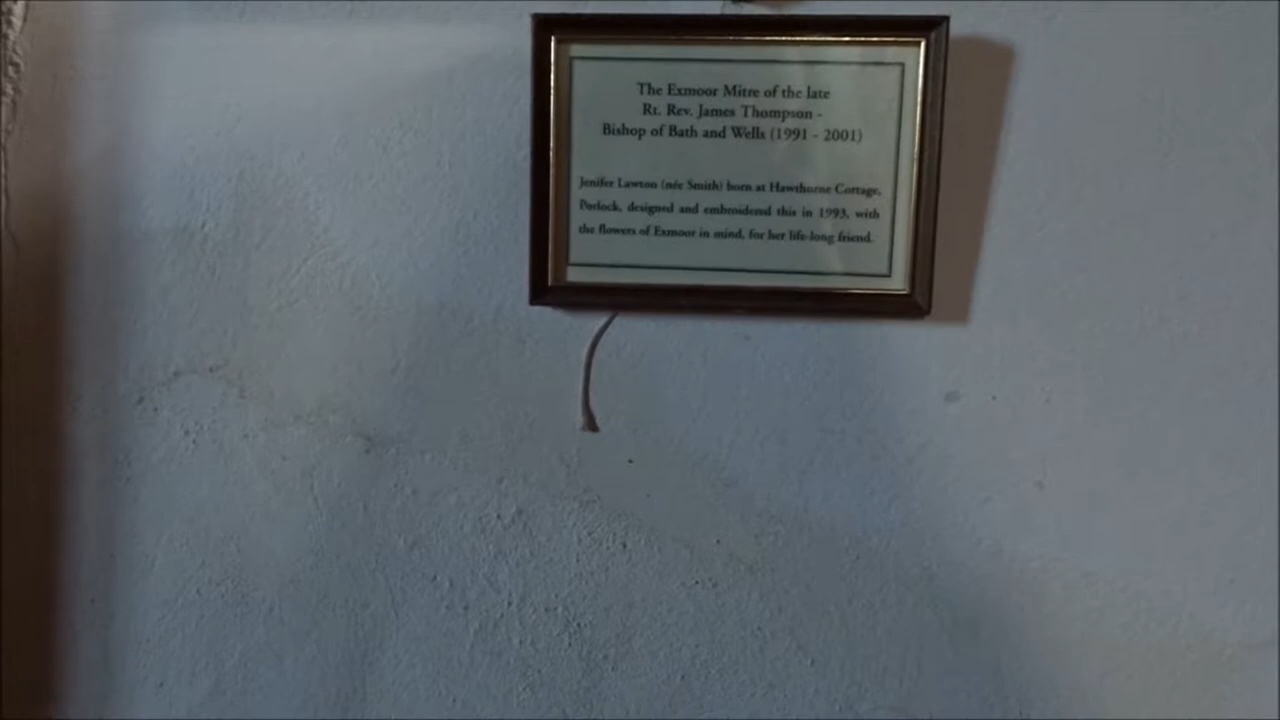 The Exmoor Mitre of the late
Rt. Rev. James Thompson -
Bishop of Bath and Wells (1991 - 2001)
Jenifer Lawton (née Smith) born at Hawthorne Cottage,
Porlock, designed and embroidered this in 1993, with
the flowers of Exmoor in mind, for her life-long friend.